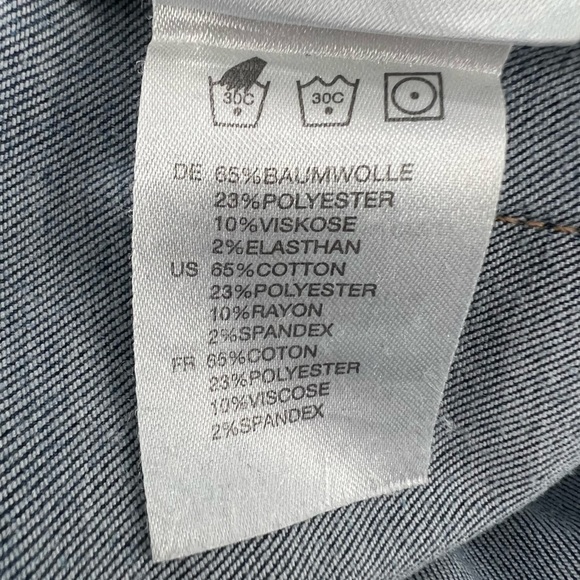 30C 30C
DE 65%BAUMWOLLE
23%POLYESTER
10%VISKOSE
2%ELASTHAN
US 65%COTTON
23%POLYESTER
10%RAYON
2%SPANDEX
FR 65%COTON
23%POLYESTER
10%VISCOSE
2%SPANDEX